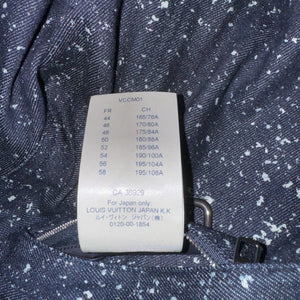 VCCM01
FR CH
44 165/76A
46 170/80A
48 175/84A
50 180/88A
52 185/96A
54 190/100A
56 195/104A
58 195/108A
CA 36929
For Japan only
LOUIS VUITTON JAPAN K.K
ルイ・ヴィトン ジャパン(株)
0120-00-1854